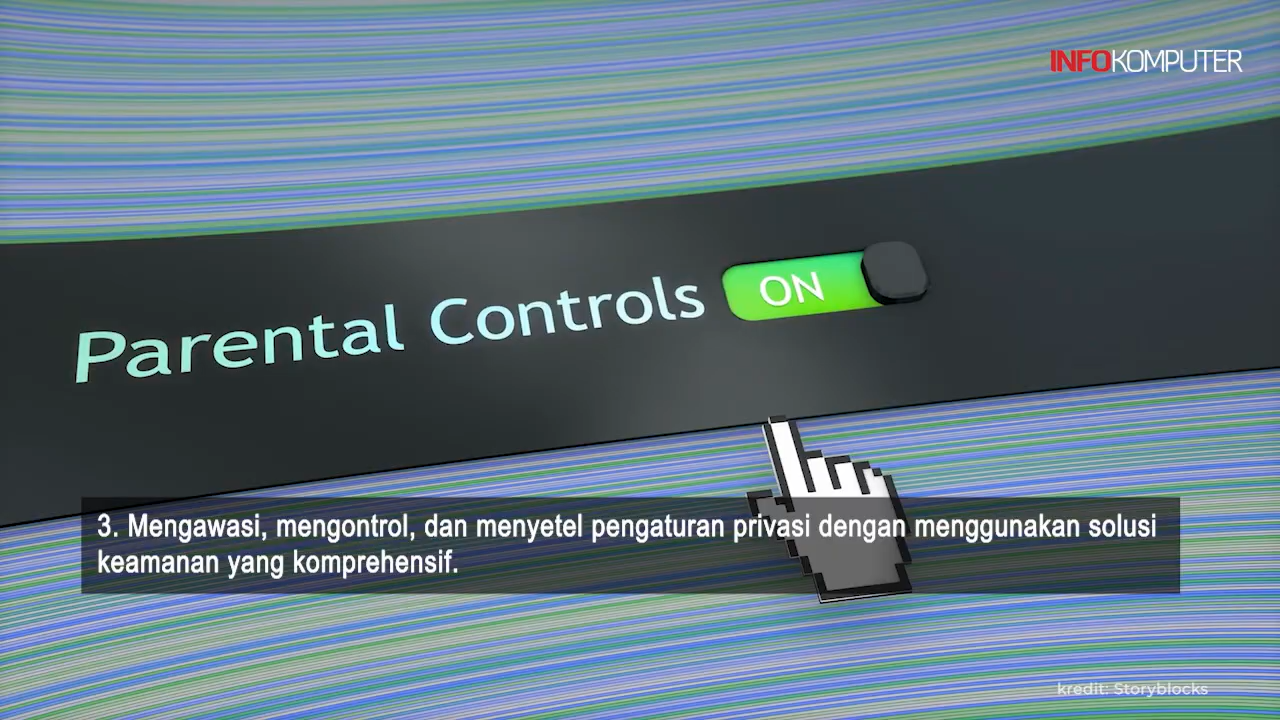 INFOKOMPUTER
Parental Controls ON
3. Mengawasi, mengontrol, dan menyetel pengaturan privasi dengan menggunakan solusi
keamanan yang komprehensif.
kredit: Storyblocks